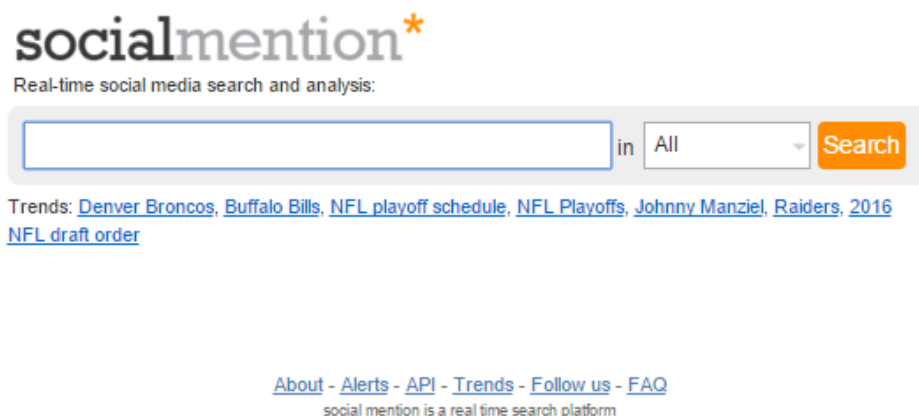 socialmention*
Real-time social media search and analysis:
in All Search
Trends: Denver Broncos, Buffalo Bills, NFL playoff schedule, NFL Playoffs, Johnny Manziel, Raiders, 2016
NFL draft order
About - Alerts - API - Trends - Follow us - FAQ
social mention is a real time search platform